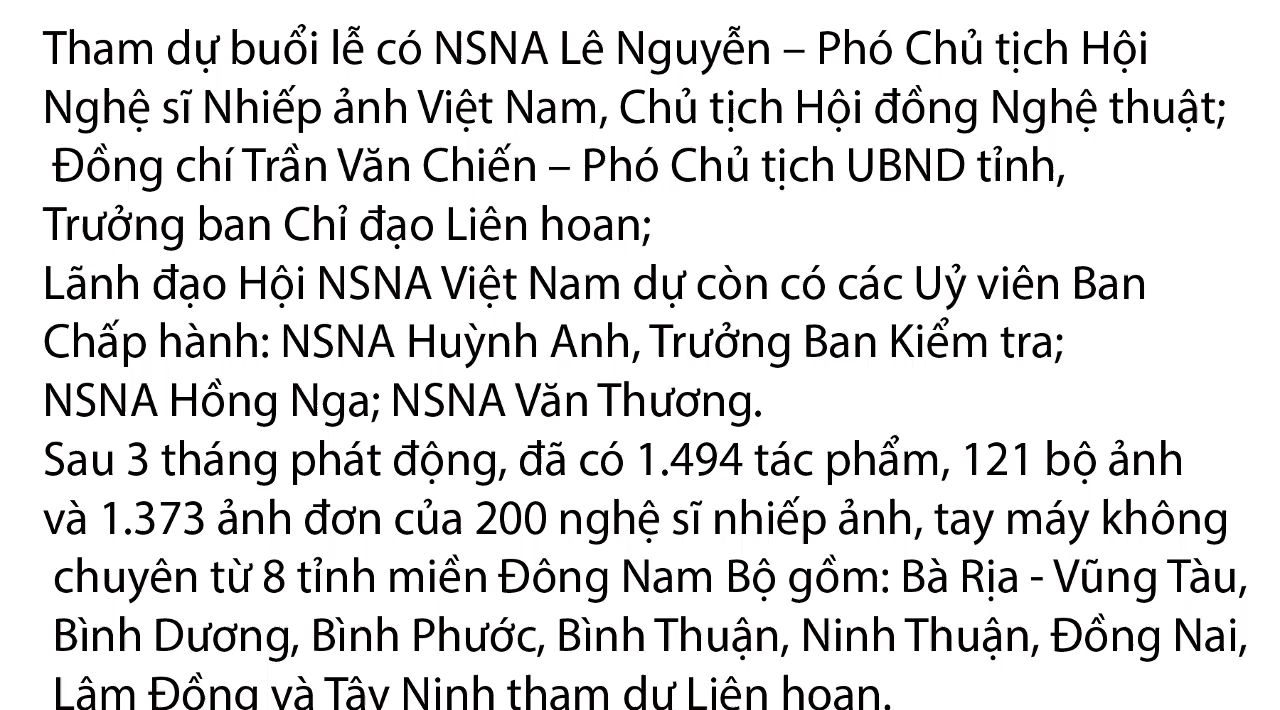 Tham dự buổi lễ có NSNA Lê Nguyễn – Phó Chủ tịch Hội
Nghệ sĩ Nhiếp ảnh Việt Nam, Chủ tịch Hội đồng Nghệ thuật;
Đồng chí Trần Văn Chiến – Phó Chủ tịch UBND tỉnh,
Trưởng ban Chỉ đạo Liên hoan;
Lãnh đạo Hội NSNA Việt Nam dự còn có các Uỷ viên Ban
Chấp hành: NSNA Huỳnh Anh, Trưởng Ban Kiểm tra;
NSNA Hồng Nga; NSNA Văn Thương.
Sau 3 tháng phát động, đã có 1.494 tác phẩm, 121 bộ ảnh
và 1.373 ảnh đơn của 200 nghệ sĩ nhiếp ảnh, tay máy không
chuyên từ 8 tỉnh miền Đông Nam Bộ gồm: Bà Rịa - Vũng Tàu,
Bình Dương, Bình Phước, Bình Thuận, Ninh Thuận, Đồng Nai,
Lâm Đồng và Tây Ninh tham dự Liên hoan.